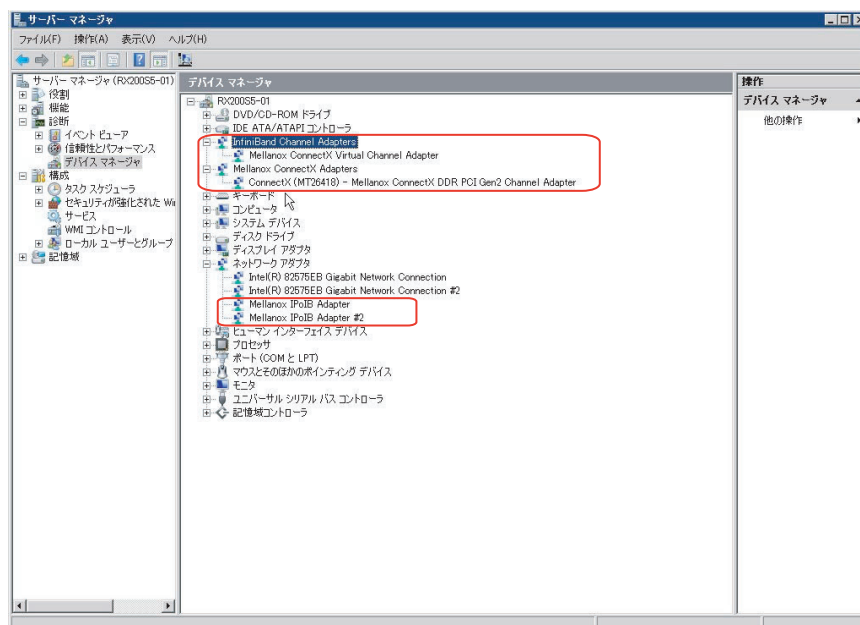 サーバー マネージャ
ファイル(F) 操作(A) 表示(V) ヘルプ(H)
サーバー マネージャ (RX200S5-01)
役割
機能
診断
イベント ビューア
信頼性とパフォーマンス
デバイス マネージャ
構成
タスク スケジューラ
セキュリティが強化された Wi
サービス
WMI コントロール
ローカル ユーザーとグループ
記憶域
デバイス マネージャ
RX200S5-01
DVD/CD-ROM ドライブ
IDE ATA/ATAPI コントローラ
InfiniBand Channel Adapters
Mellanox ConnectX Virtual Channel Adapter
Mellanox ConnectX Adapters
ConnectX (MT26418) - Mellanox ConnectX DDR PCI Gen2 Channel Adapter
キーボード
コンピュータ
システム デバイス
ディスク ドライブ
ディスプレイ アダプタ
ネットワーク アダプタ
Intel(R) 82575EB Gigabit Network Connection
Intel(R) 82575EB Gigabit Network Connection #2
Mellanox IPoIB Adapter
Mellanox IPoIB Adapter #2
ヒューマン インターフェイス デバイス
プロセッサ
ポート (COM と LPT)
マウスとそのほかのポインティング デバイス
モニタ
ユニバーサル シリアル バス コントローラ
記憶域コントローラ
操作
デバイス マネージャ
他の操作